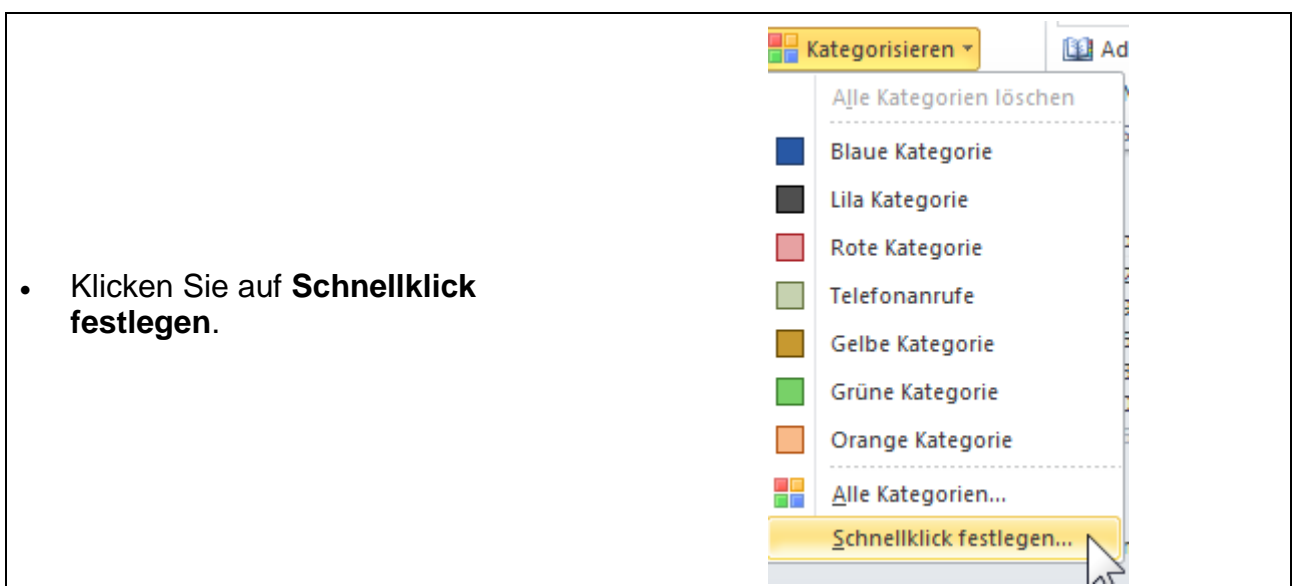 Kategorisieren
Ad
Alle Kategorien löschen
Blaue Kategorie
Lila Kategorie
Rote Kategorie
• Klicken Sie auf Schnellklick
festlegen.
Telefonanrufe
Gelbe Kategorie
Grüne Kategorie
Orange Kategorie
Alle Kategorien...
Schnellklick festlegen...